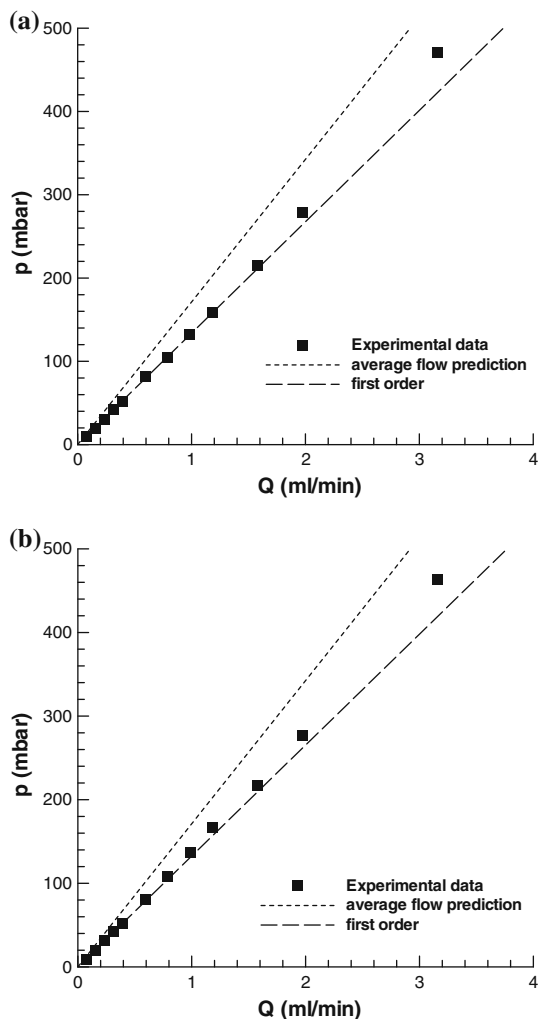 (a)
500
400
300
200
100
0
p (mbar)
Experimental data
average flow prediction
first order
0 1 2 3 4
Q (ml/min)
(b)
500
400
300
200
100
0
p (mbar)
Experimental data
average flow prediction
first order
0 1 2 3 4
Q (ml/min)